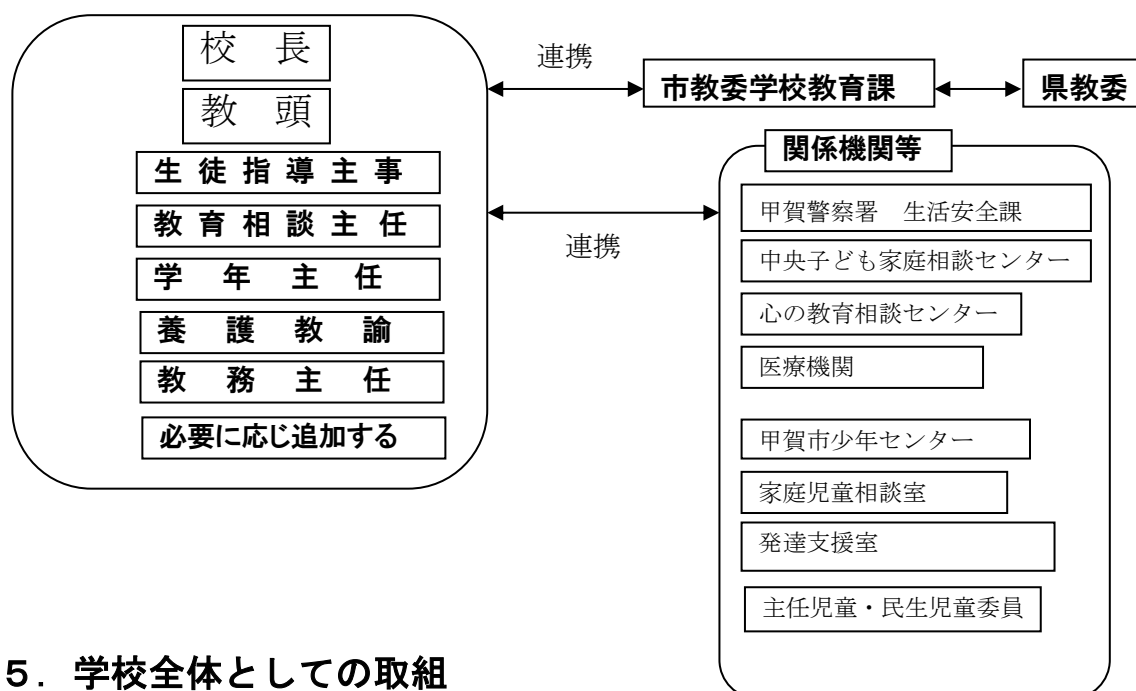 校　長
教　頭
生徒指導主事
教育相談主任
学年主任
養護教諭
教務主任
必要に応じ追加する
連携
市教委学校教育課
県教委
連携
関係機関等
甲賀警察署　生活安全課
中央子ども家庭相談センター
心の教育相談センター
医療機関
甲賀市少年センター
家庭児童相談室
発達支援室
主任児童・民生児童委員
５．学校全体としての取組